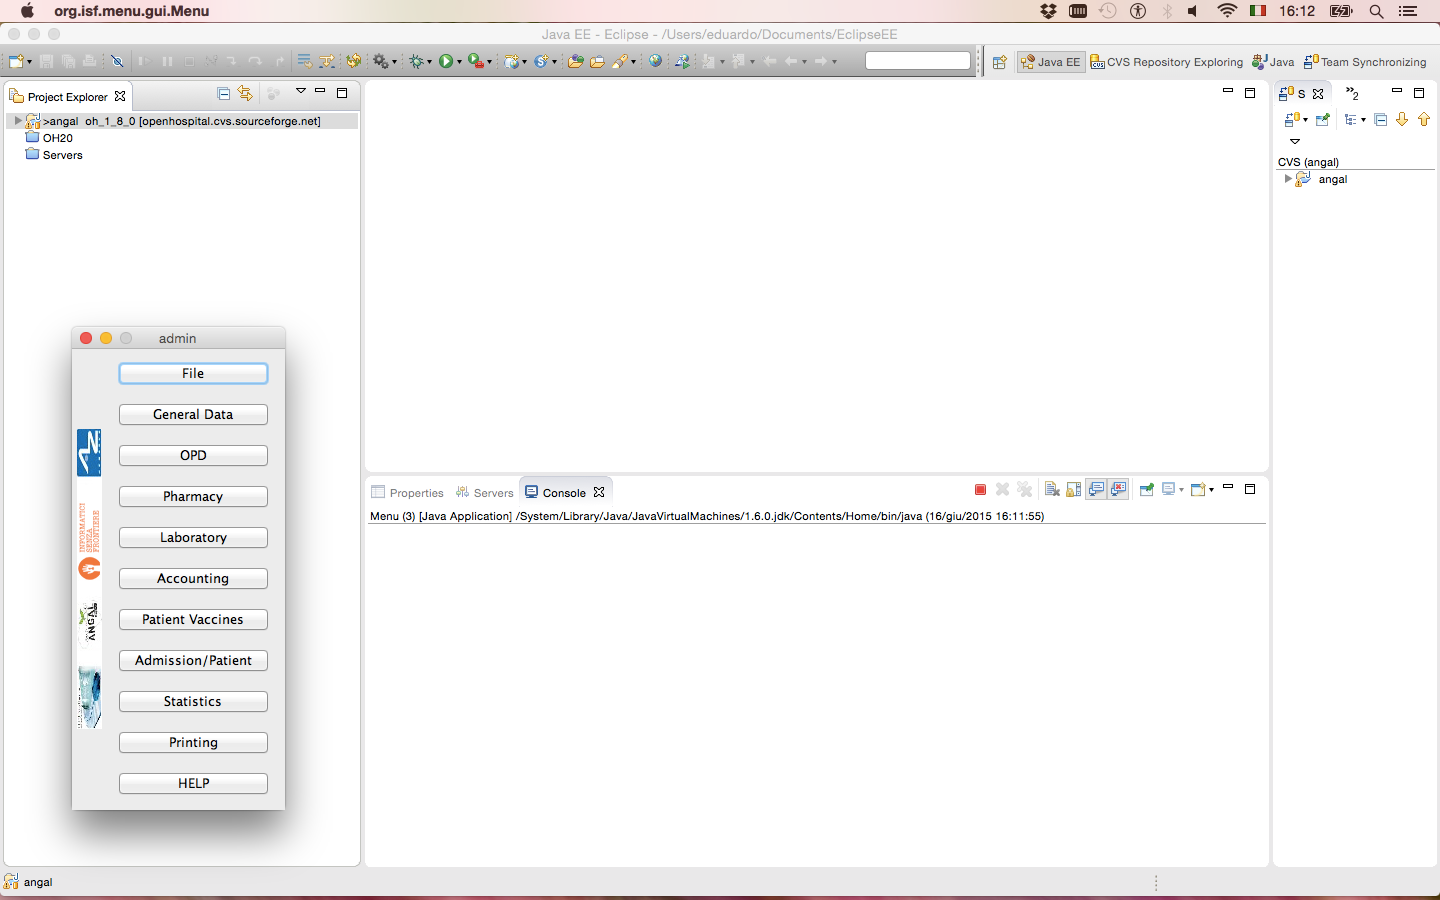 org.isf.menu.gui.Menu
16:12
Java EE - Eclipse - /Users/eduardo/Documents/EclipseEE
Java EE
CVS Repository Exploring
Java
Team Synchronizing
Project Explorer
>angal oh_1_8_0 [openhospital.cvs.sourceforge.net]
OH20
Servers
S
»2
CVS (angal)
angal
admin
File
General Data
OPD
Pharmacy
Laboratory
Accounting
Patient Vaccines
Admission/Patient
Statistics
Printing
HELP
INFORMATICI
SENZA
FRONTIERE
ANGAL
Properties
Servers
Console
Menu (3) [Java Application] /System/Library/Java/JavaVirtualMachines/1.6.0.jdk/Contents/Home/bin/java (16/giu/2015 16:11:55)
angal